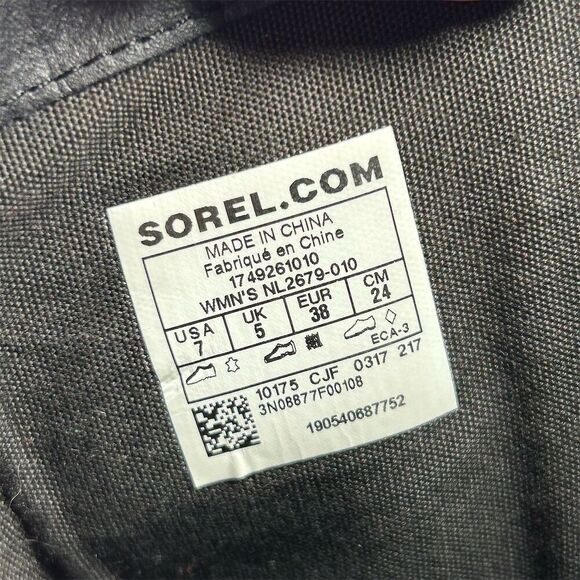 SOREL.COM
MADE IN CHINA
Fabriqué en Chine
1749261010
WMN'S NL2679-010
USA UK EUR CM
7 5 38 24
ECA-3
10175 CJF 0317 217
3N08877F00108
190540687752